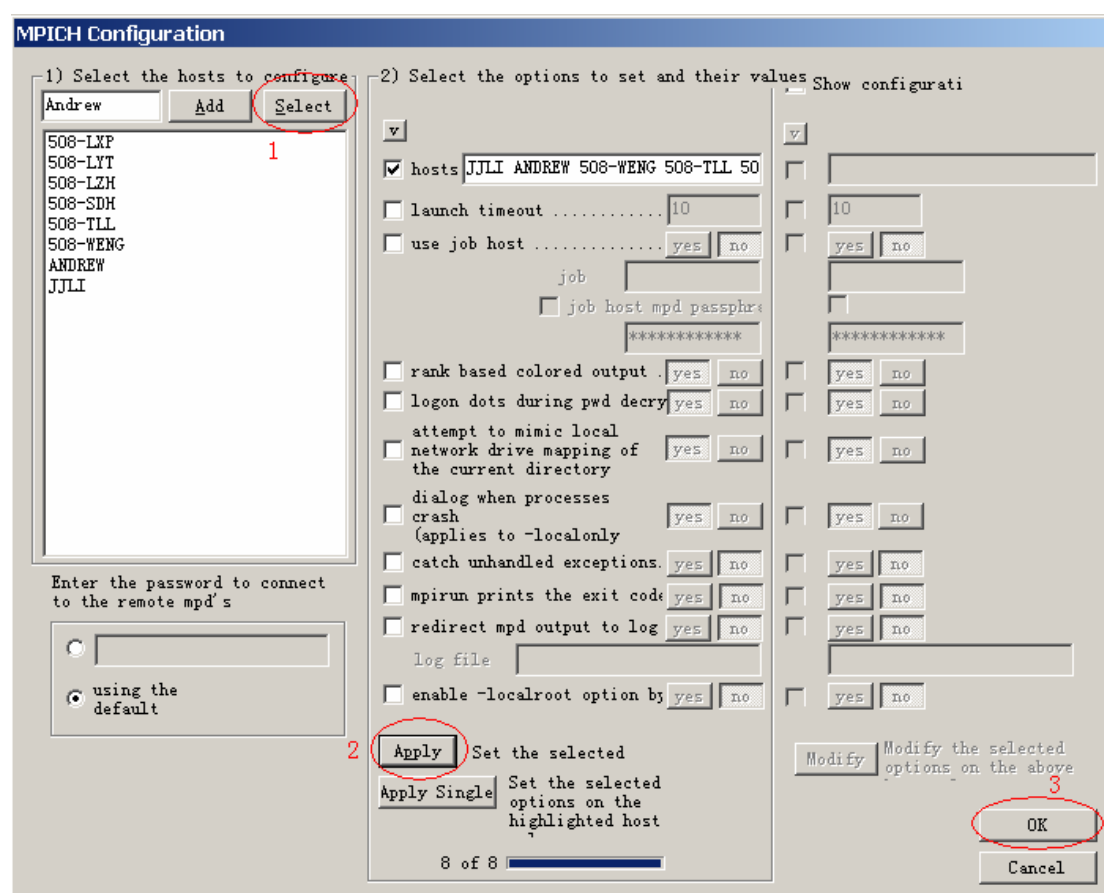 MPICH Configuration
1) Select the hosts to configure
Andrew
Add
Select
1
508-LXP
508-LYT
508-LZH
508-SDH
508-TLL
508-WENG
ANDREW
JJLI
Enter the password to connect
to the remote mpd's
using the
default
2) Select the options to set and their values
v
hosts JJLI ANDREW 508-WENG 508-TLL 50
launch timeout ............ 10
use job host .............. yes no
job
job host mpd passphra
************
rank based colored output . yes no
logon dots during pwd decry yes no
attempt to mimic local
network drive mapping of yes no
the current directory
dialog when processes
crash yes no
(applies to -localonly
catch unhandled exceptions. yes no
mpirun prints the exit code yes no
redirect mpd output to log yes no
log file
enable -localroot option by yes no
2
Apply Set the selected
Apply Single
Set the selected
options on the
highlighted host
8 of 8
Show configurati
v
10
yes no
************
yes no
yes no
yes no
yes no
yes no
yes no
yes no
yes no
Modify
Modify the selected
options on the above
3
OK
Cancel